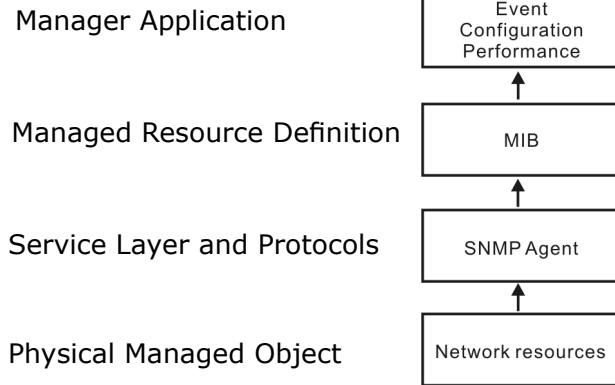 Manager Application
Event
Configuration
Performance
Managed Resource Definition
MIB
Service Layer and Protocols
SNMP Agent
Physical Managed Object
Network resources